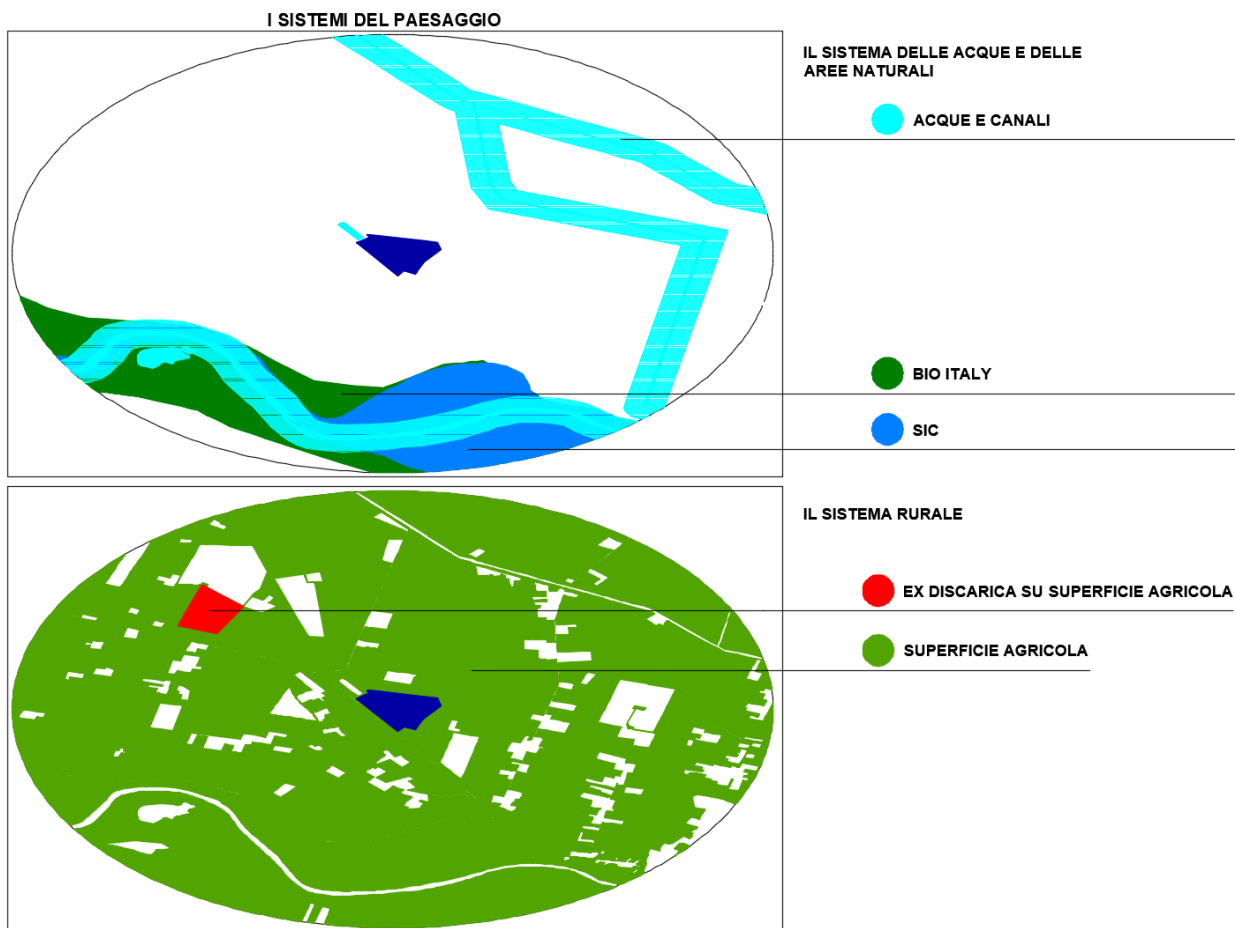 I SISTEMI DEL PAESAGGIO
IL SISTEMA DELLE ACQUE E DELLE
AREE NATURALI
ACQUE E CANALI
BIO ITALY
SIC
IL SISTEMA RURALE
EX DISCARICA SU SUPERFICIE AGRICOLA
SUPERFICIE AGRICOLA